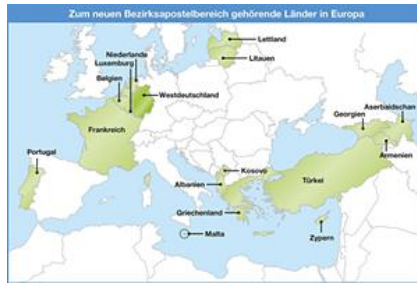 Zum neuen Bezirksapostelbereich gehörende Länder in Europa
Lettland
Litauen
Niederlande
Luxemburg
Belgien
Westdeutschland
Frankreich
Aserbaidschan
Georgien
Armenien
Portugal
Kosovo
Albanien
Türkei
Griechenland
Malta
Zypern